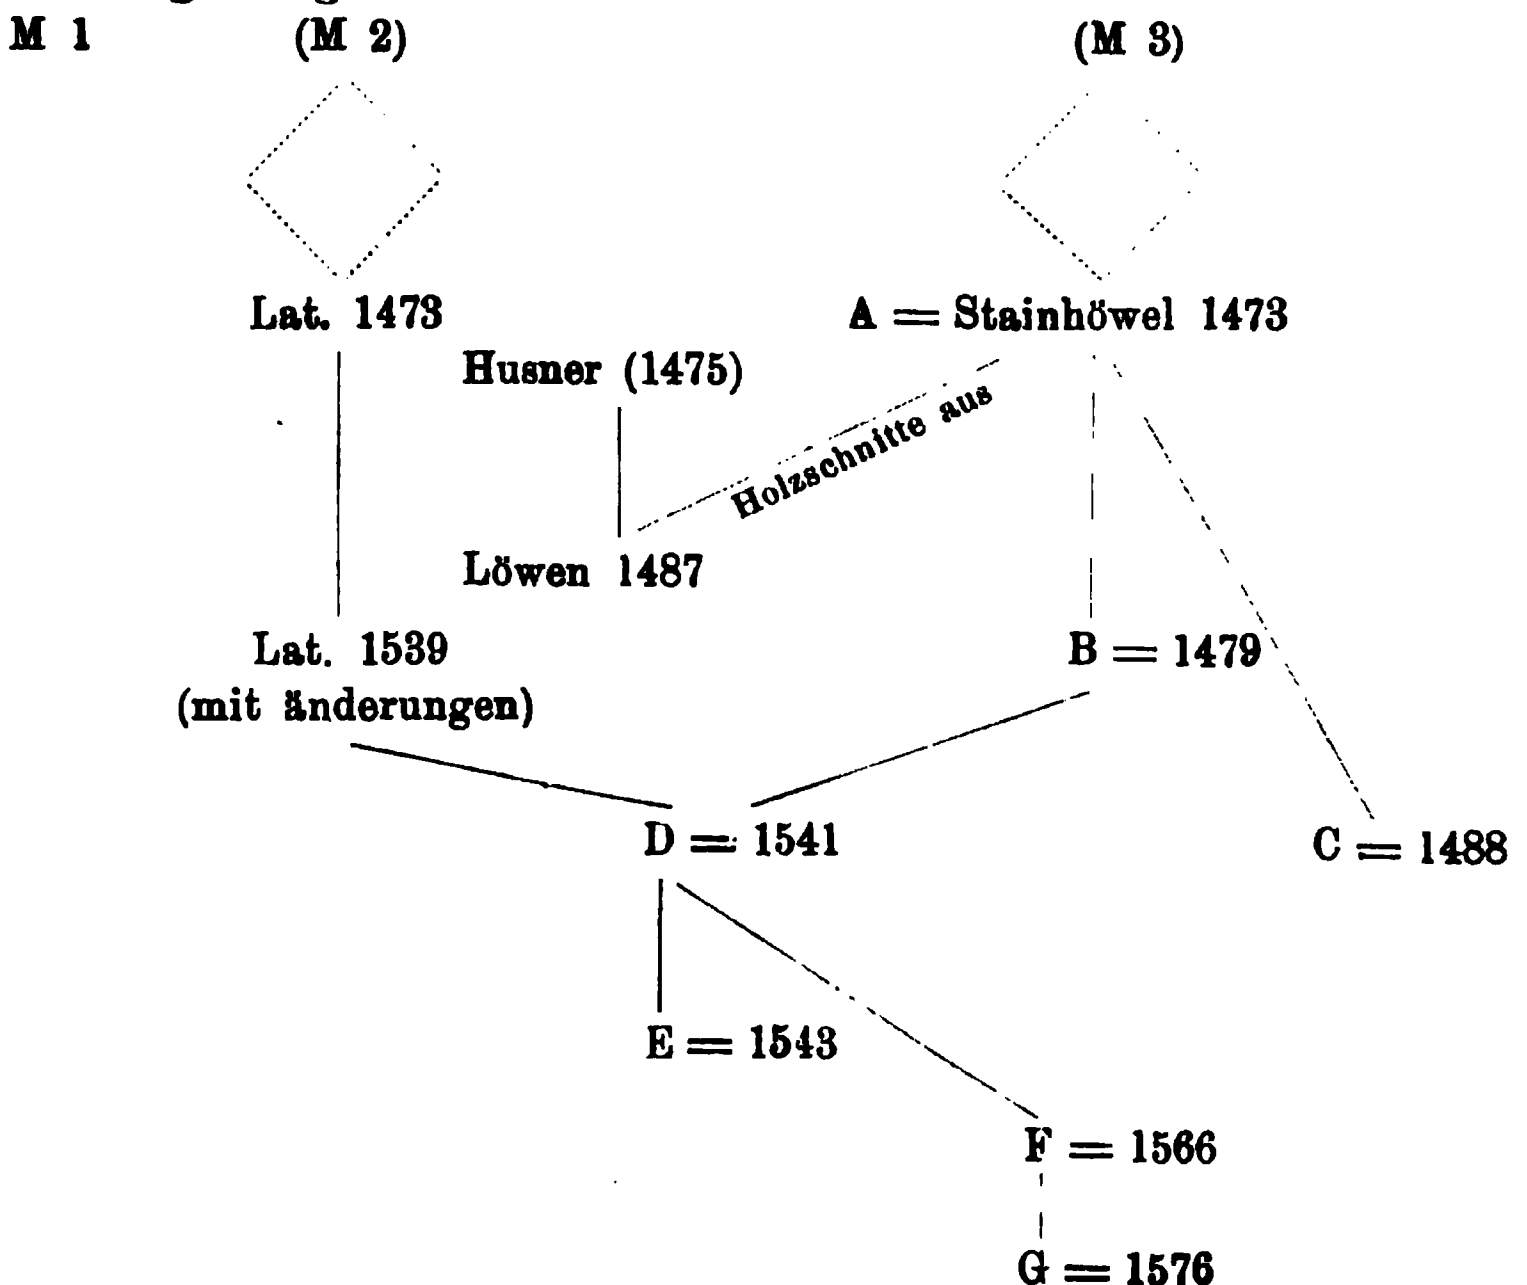 M 1 (M 2) (M 3)
Lat. 1473
A = Stainhöwel 1473
Husner (1475)
Holzschnitte aus
Löwen 1487
Lat. 1539
(mit änderungen)
B = 1479
D = 1541
C = 1488
E = 1543
F = 1566
G = 1576